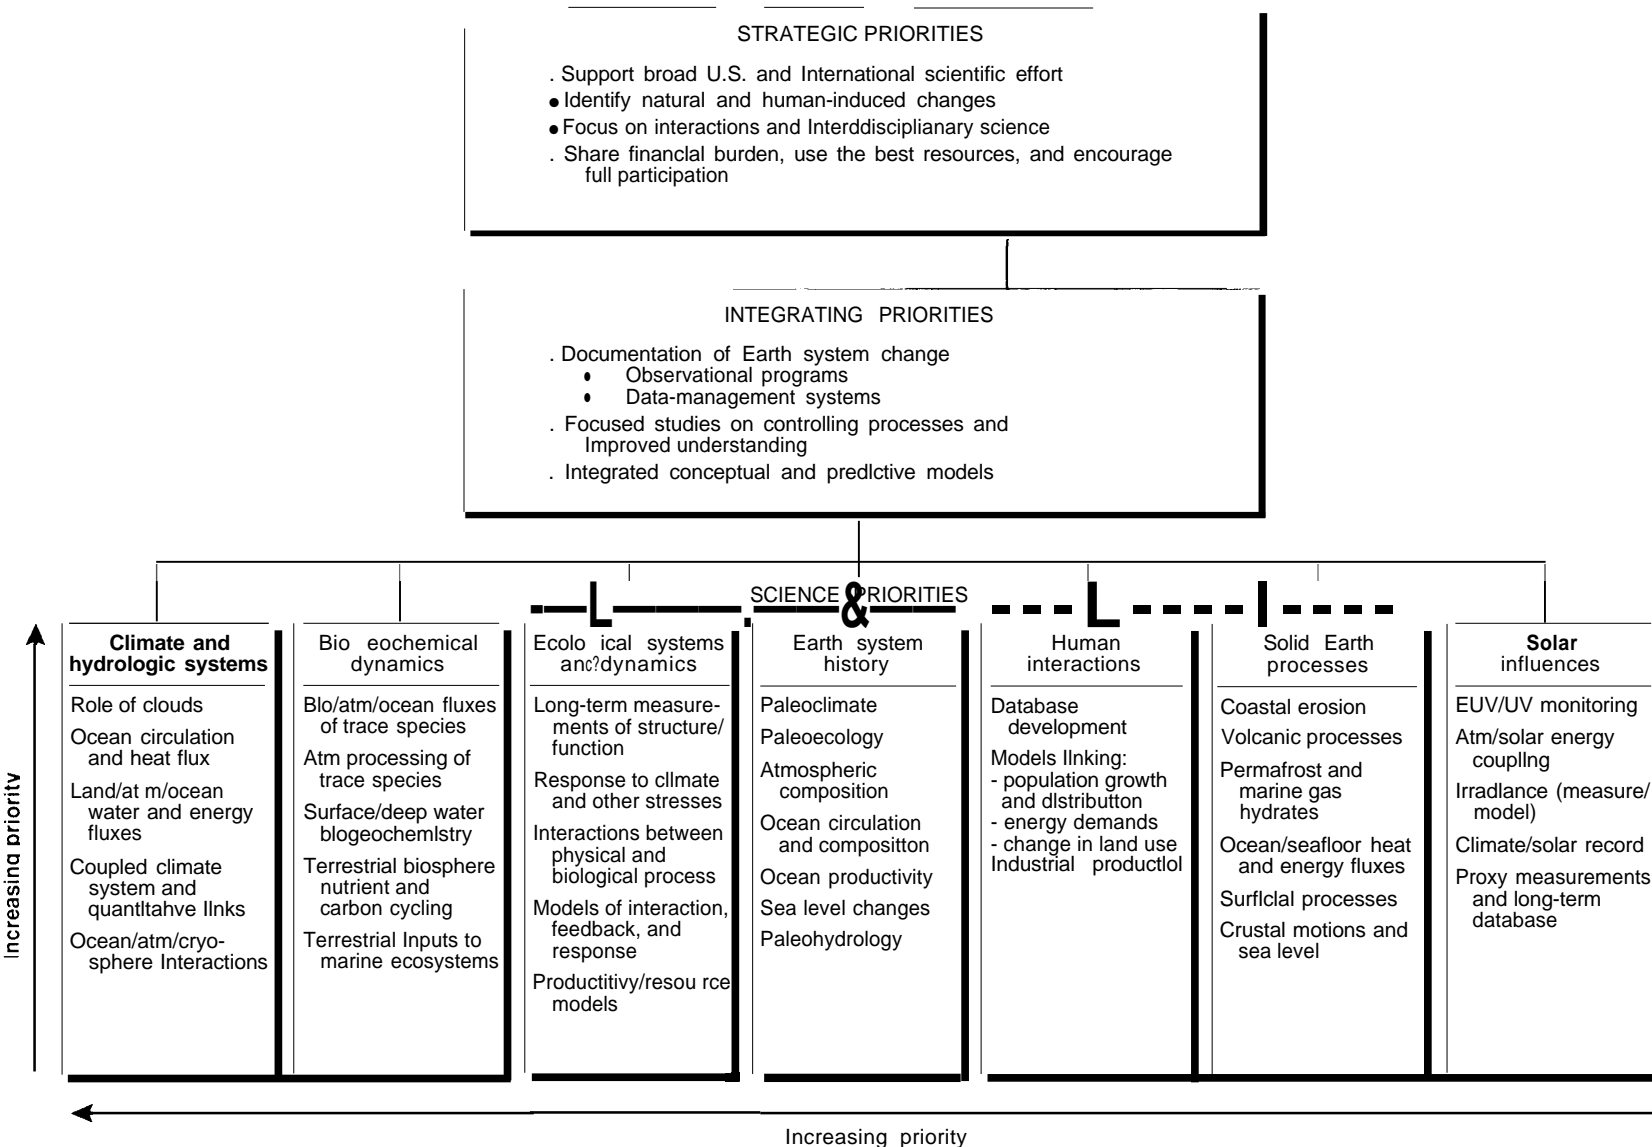 STRATEGIC PRIORITIES
. Support broad U.S. and International scientific effort
● Identify natural and human-induced changes
● Focus on interactions and Interddisciplianary science
. Share financlal burden, use the best resources, and encourage
full participation
INTEGRATING PRIORITIES
. Documentation of Earth system change
● Observational programs
● Data-management systems
. Focused studies on controlling processes and
Improved understanding
. Integrated conceptual and predlctive models
SCIENCE PRIORITIES
Increasing priority
Climate and
hydrologic systems
Role of clouds
Ocean circulation
and heat flux
Land/at m/ocean
water and energy
fluxes
Coupled climate
system and
quantltahve llnks
Ocean/atm/cryo-
sphere Interactions
Bio eochemical
dynamics
Blo/atm/ocean fluxes
of trace species
Atm processing of
trace species
Surface/deep water
blogeochemlstry
Terrestrial biosphere
nutrient and
carbon cycling
Terrestrial Inputs to
marine ecosystems
Ecolo ical systems
anc?dynamics
Long-term measure-
ments of structure/
function
Response to cllmate
and other stresses
Interactions between
physical and
biological process
Models of interaction,
feedback, and
response
Productitivy/resou rce
models
Earth system
history
Paleoclimate
Paleoecology
Atmospheric
composition
Ocean circulation
and compositton
Ocean productivity
Sea level changes
Paleohydrology
Human
interactions
Database
development
Models llnking:
- population growth
and dlstributton
- energy demands
- change in land use
Industrial productlol
Solid Earth
processes
Coastal erosion
Volcanic processes
Permafrost and
marine gas
hydrates
Ocean/seafloor heat
and energy fluxes
Surflclal processes
Crustal motions and
sea level
Solar
influences
EUV/UV monitoring
Atm/solar energy
coupllng
Irradlance (measure/
model)
Climate/solar record
Proxy measurements
and long-term
database
Increasing priority